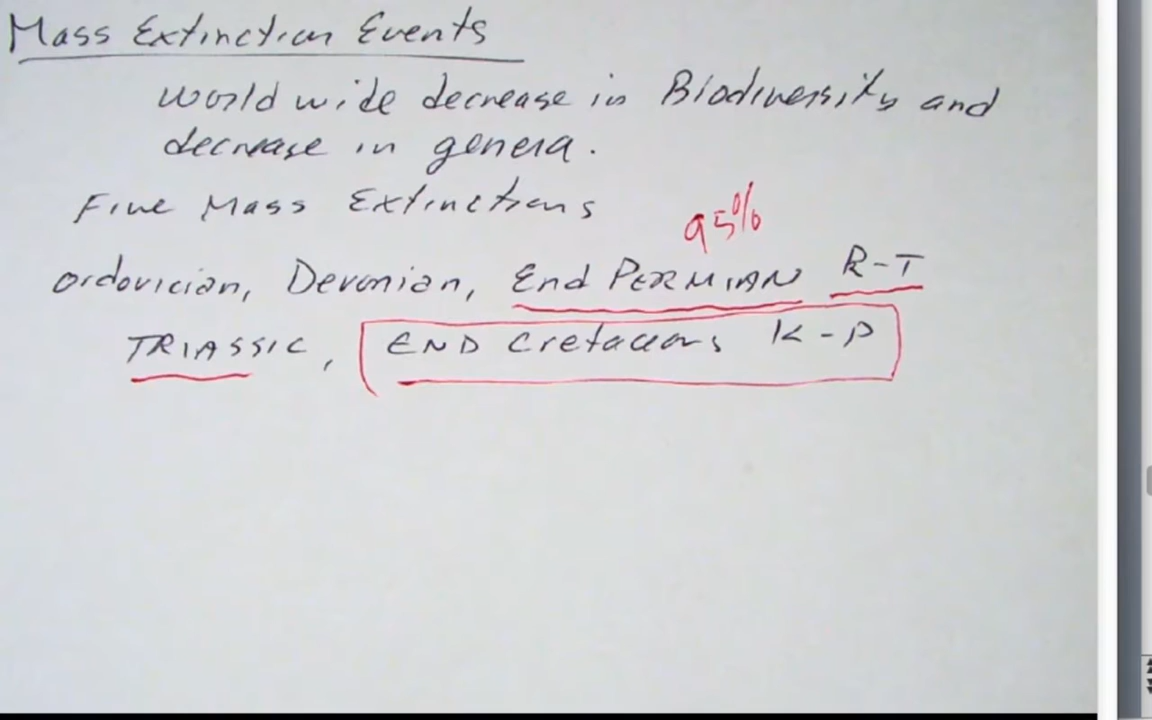 Mass Extinction Events
World wide decrease in Biodiversity and
decrease in genera.
Five Mass Extinctions
95%
Ordovician, Devonian, End PERMIAN R-T
TRIASSIC, END Cretaceous K-P